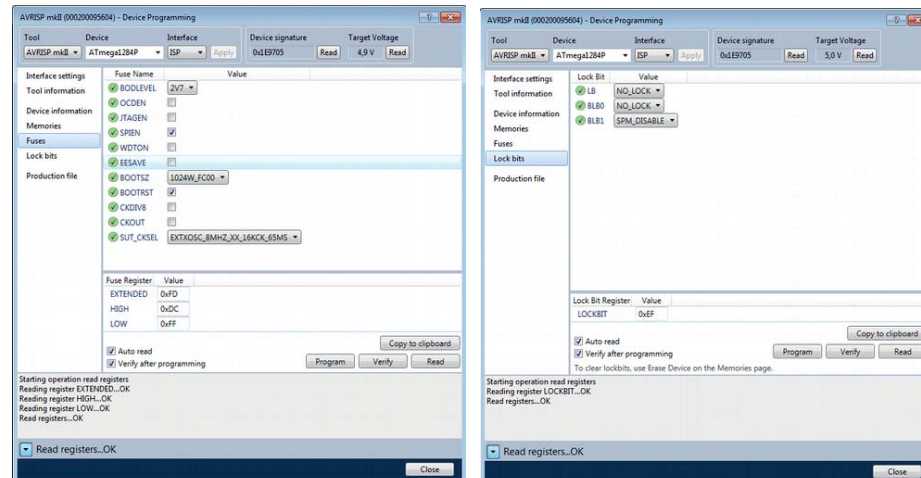 AVRISP mkII (000200095604) - Device Programming
Tool Device Interface Device signature Target Voltage
AVRISP mkII ATmega1284P ISP Apply 0x1E9705 Read 4,9 V Read
Interface settings
Tool information
Device information
Memories
Fuses
Lock bits
Production file
Fuse Name Value
BODLEVEL 2V7
OCDEN
JTAGEN
SPIEN
WDTON
EESAVE
BOOTSZ 1024W_FC00
BOOTRST
CKDIV8
CKOUT
SUT_CKSEL EXTXOSC_8MHZ_XX_16KCK_65MS
Fuse Register Value
EXTENDED 0xFD
HIGH 0xDC
LOW 0xFF
Copy to clipboard
Auto read
Verify after programming
Program Verify Read
Starting operation read registers
Reading register EXTENDED...OK
Reading register HIGH...OK
Reading register LOW...OK
Read registers...OK
Read registers...OK
Close
AVRISP mkII (000200095604) - Device Programming
Tool Device Interface Device signature Target Voltage
AVRISP mkII ATmega1284P ISP Apply 0x1E9705 Read 5,0 V Read
Interface settings
Tool information
Device information
Memories
Fuses
Lock bits
Production file
Lock Bit Value
LB NO_LOCK
BLB0 NO_LOCK
BLB1 SPM_DISABLE
Lock Bit Register Value
LOCKBIT 0xEF
Copy to clipboard
Auto read
Verify after programming
Program Verify Read
To clear lockbits, use Erase Device on the Memories page.
Starting operation read registers
Reading register LOCKBIT...OK
Read registers...OK
Read registers...OK
Close